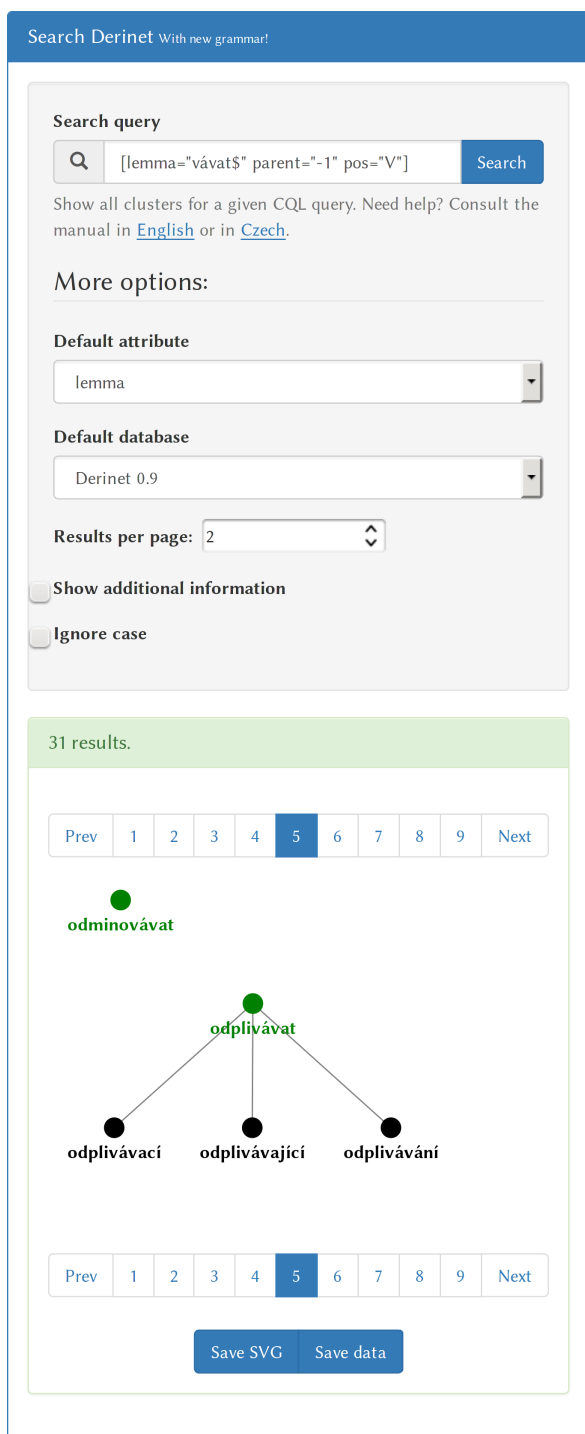 Search Derinet With new grammar!
Search query
[lemma="vávat$" parent="-1" pos="V"]
Search
Show all clusters for a given CQL query. Need help? Consult the
manual in English or in Czech.
More options:
Default attribute
lemma
Default database
Derinet 0.9
Results per page: 2
Show additional information
Ignore case
31 results.
Prev 1 2 3 4 5 6 7 8 9 Next
odminovávat
odplivávat
odplivávací odplivávající odplivávání
Prev 1 2 3 4 5 6 7 8 9 Next
Save SVG Save data